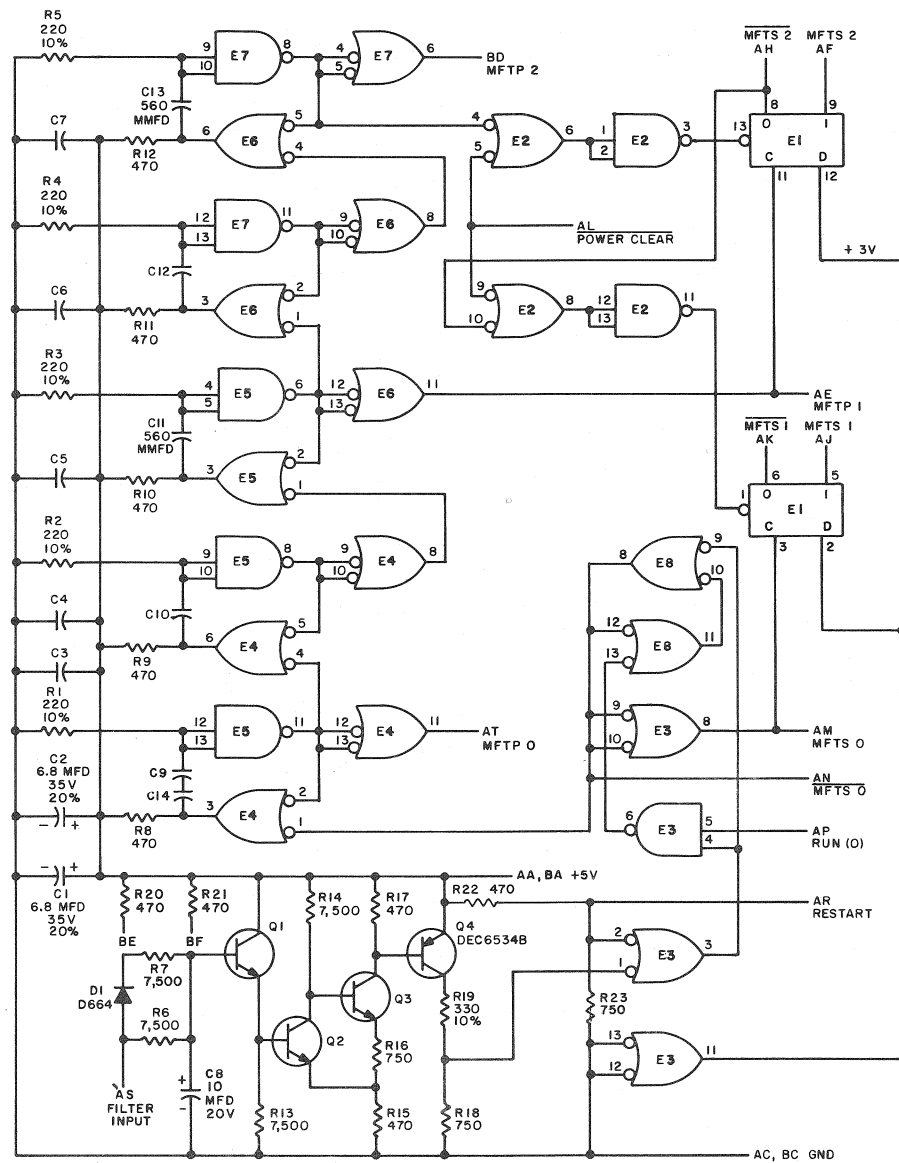 R5
220
10%
9
10
E7
8
4
5
E7
6
BD
MFTP 2
MFTS 2
AH
MFTS 2
AF
C13
560
MMFD
C7
R12
470
6
E6
5
4
4
5
E2
6
1
2
E2
3
13
8
9
0
1
E1
C
D
11
12
R4
220
10%
12
13
E7
11
9
10
E6
8
AL
POWER CLEAR
+ 3V
C12
C6
R11
470
3
E6
2
1
9
10
E2
8
12
13
E2
11
R3
220
10%
4
5
E5
6
12
13
E6
11
AE
MFTP 1
C11
560
MMFD
C5
R10
470
3
E5
2
1
MFTS 1
AK
MFTS 1
AJ
6
5
1
0
1
E1
C
D
3
2
R2
220
10%
9
10
E5
8
9
10
E4
8
8
E8
9
10
C4
C10
R9
470
6
E4
5
4
12
13
E8
11
C3
R1
220
10%
12
13
E5
11
12
13
E4
11
AT
MFTP 0
9
10
E3
8
AM
MFTS 0
C2
6.8 MFD
35V
20%
- +
C9
C14
R8
470
3
E4
2
1
AN
MFTS 0
6
E3
5
4
AP
RUN (0)
- +
C1
6.8 MFD
35V
20%
AA, BA +5V
R20
470
R21
470
R14
7,500
R17
470
R22 470
AR
RESTART
BE
BF
Q1
Q4
DEC6534B
2
1
E3
3
R7
7,500
D1
D664
R6
7,500
Q3
R19
330
10%
R23
750
Q2
R16
750
13
12
E3
11
AS
FILTER
INPUT
+
-
C8
10
MFD
20V
R13
7,500
R15
470
R18
750
AC, BC GND